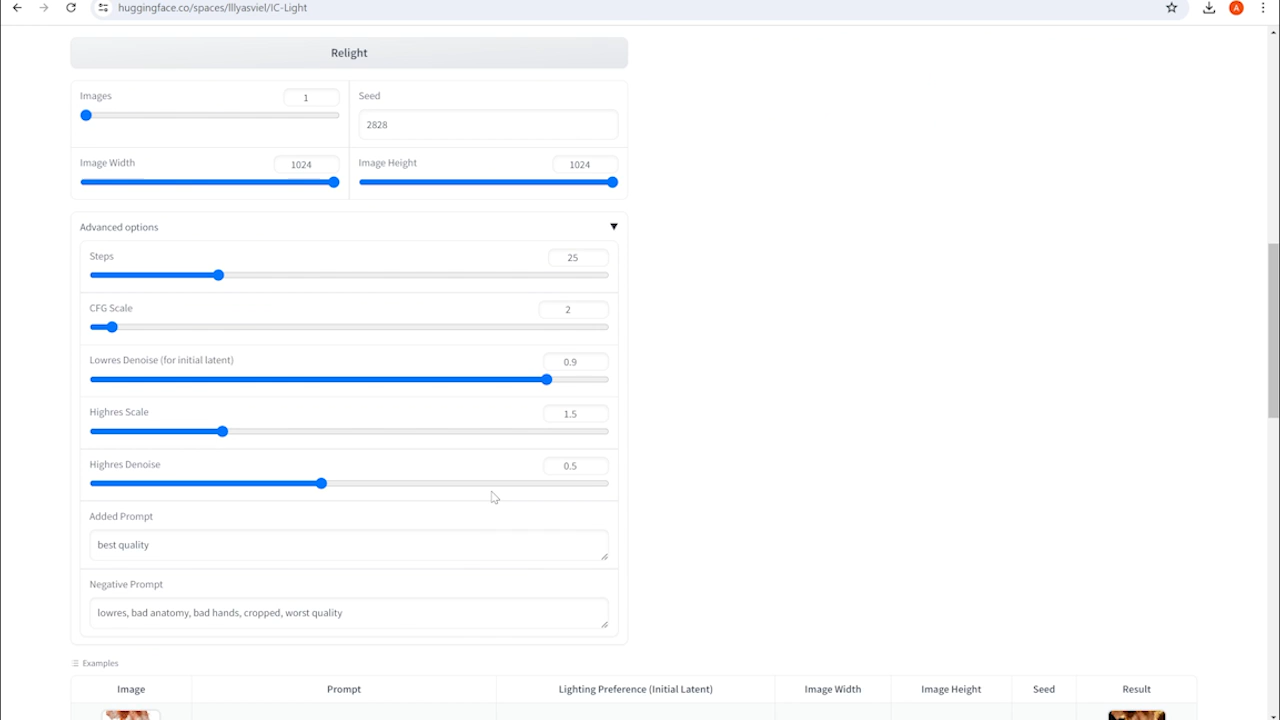 huggingface.co/spaces/lllyasviel/IC-Light
A
Relight
Images 1
Seed
2828
Image Width 1024
Image Height 1024
Advanced options
Steps 25
CFG Scale 2
Lowres Denoise (for initial latent) 0.9
Highres Scale 1.5
Highres Denoise 0.5
Added Prompt
best quality
Negative Prompt
lowres, bad anatomy, bad hands, cropped, worst quality
Examples
Image Prompt Lighting Preference (Initial Latent) Image Width Image Height Seed Result